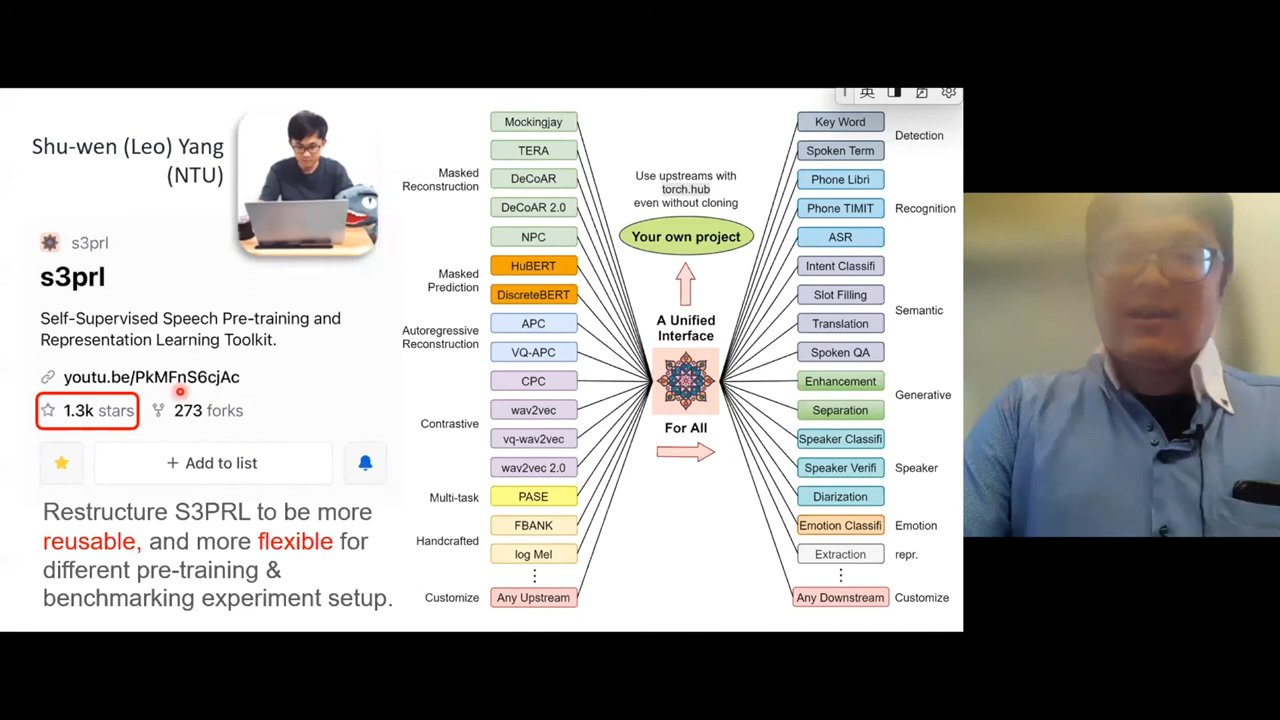 英
Shu-wen (Leo) Yang
(NTU)
s3prl
s3prl
Self-Supervised Speech Pre-training and
Representation Learning Toolkit.
youtu.be/PkMFnS6cjAc
1.3k stars
273 forks
+ Add to list
Restructure S3PRL to be more
reusable, and more flexible for
different pre-training &
benchmarking experiment setup.
Masked
Reconstruction
Masked
Prediction
Autoregressive
Reconstruction
Contrastive
Multi-task
Handcrafted
Customize
Mockingjay
TERA
DeCoAR
DeCoAR 2.0
NPC
HuBERT
DiscreteBERT
APC
VQ-APC
CPC
wav2vec
vq-wav2vec
wav2vec 2.0
PASE
FBANK
log Mel
Any Upstream
Use upstreams with
torch.hub
even without cloning
Your own project
A Unified
Interface
For All
Key Word
Spoken Term
Phone Libri
Phone TIMIT
ASR
Intent Classifi
Slot Filling
Translation
Spoken QA
Enhancement
Separation
Speaker Classifi
Speaker Verifi
Diarization
Emotion Classifi
Extraction
Any Downstream
Detection
Recognition
Semantic
Generative
Speaker
Emotion
repr.
Customize